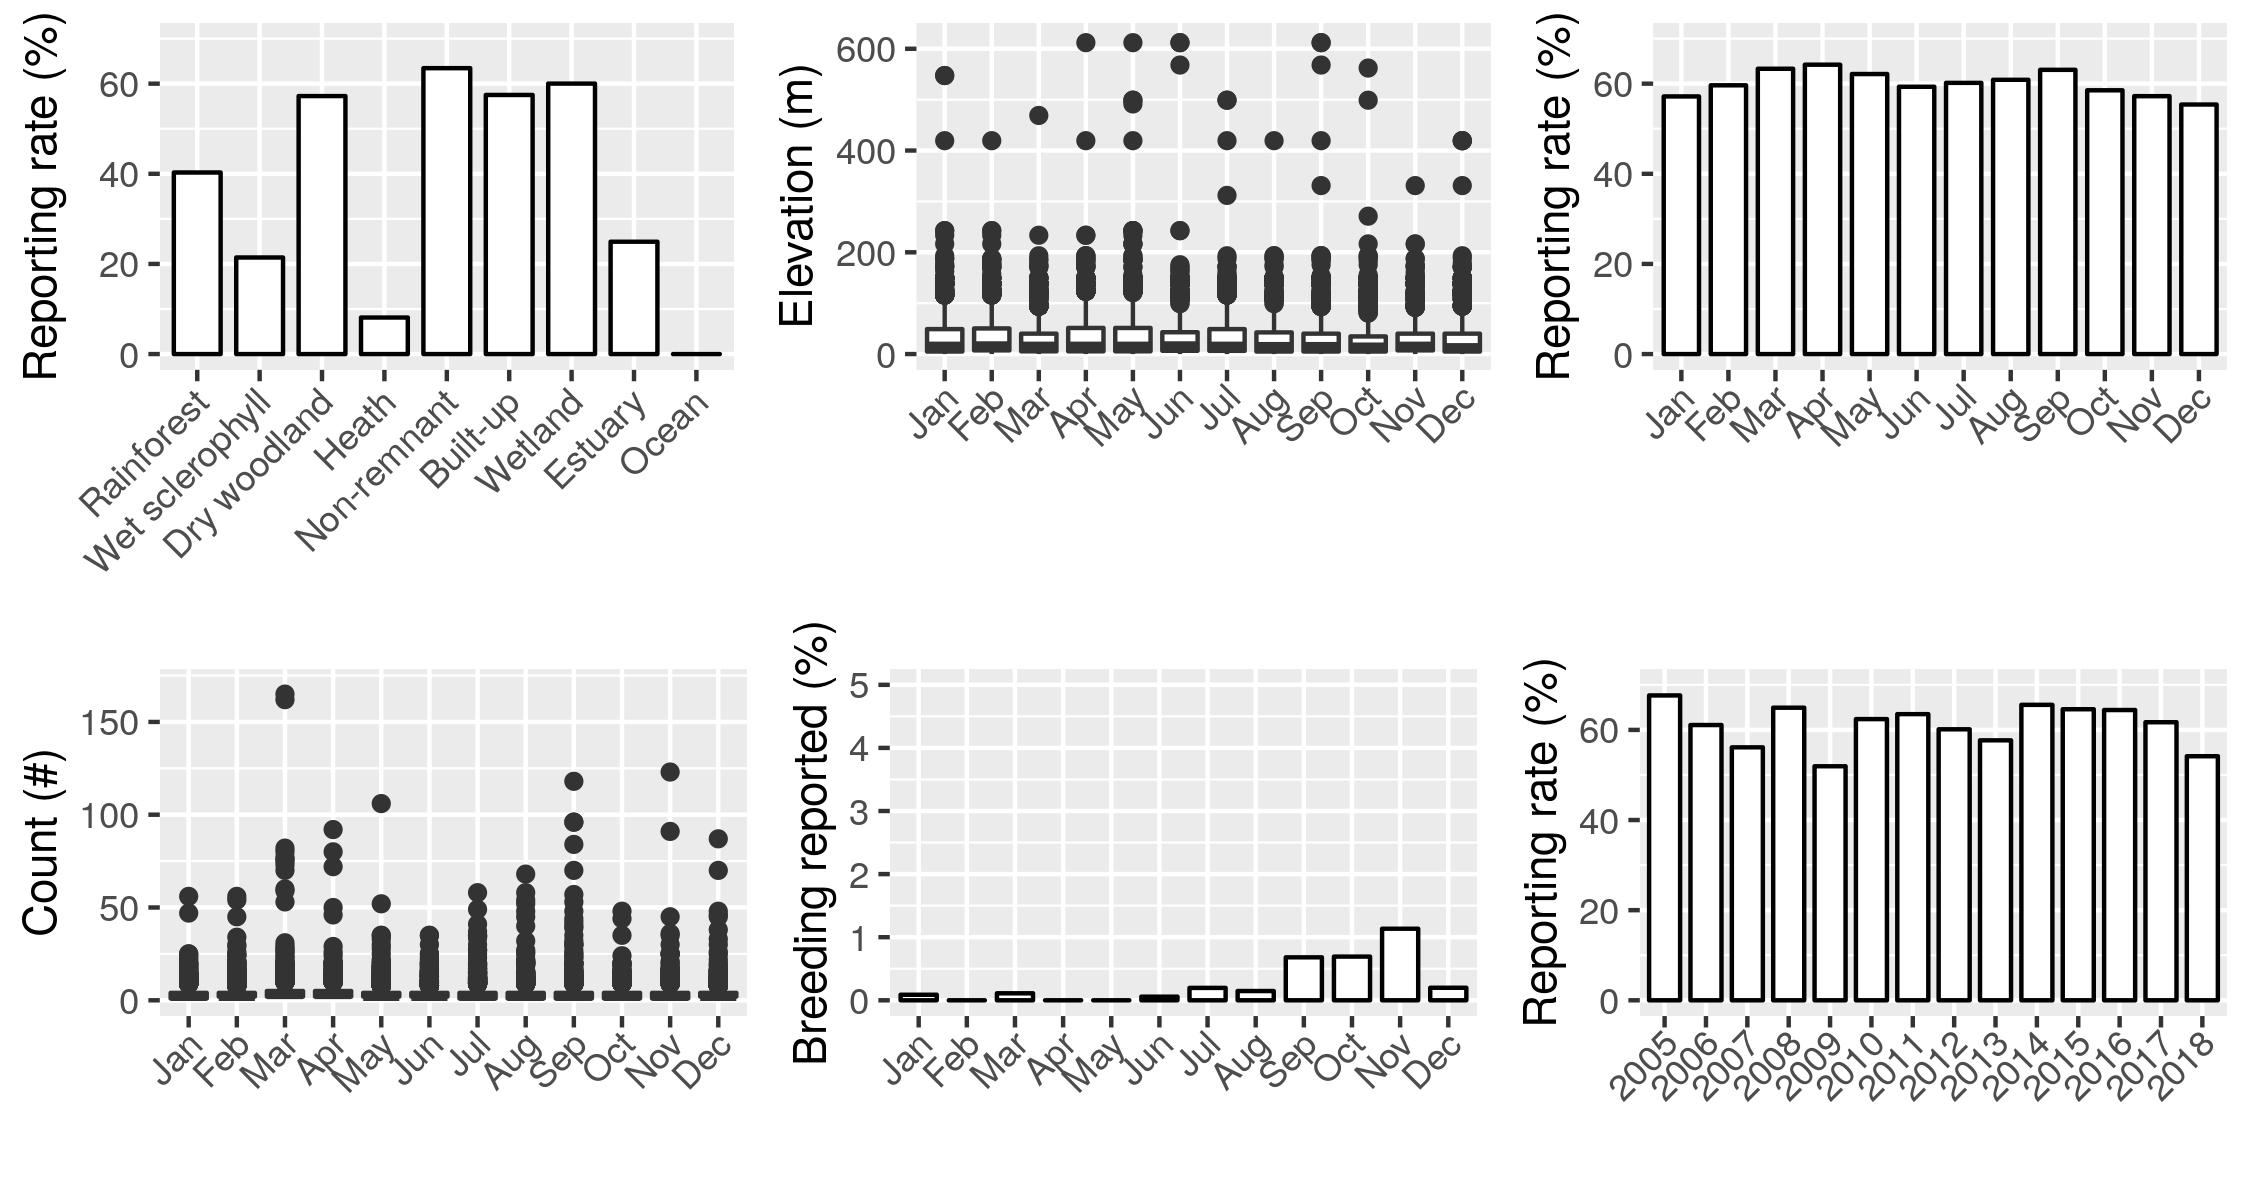 Reporting rate (%)
60
40
20
0
Rainforest
Wet sclerophyll
Dry woodland
Heath
Non-remnant
Built-up
Wetland
Estuary
Ocean
Elevation (m)
600
400
200
0
Jan
Feb
Mar
Apr
May
Jun
Jul
Aug
Sep
Oct
Nov
Dec
Reporting rate (%)
60
40
20
0
Jan
Feb
Mar
Apr
May
Jun
Jul
Aug
Sep
Oct
Nov
Dec
Count (#)
150
100
50
0
Jan
Feb
Mar
Apr
May
Jun
Jul
Aug
Sep
Oct
Nov
Dec
Breeding reported (%)
5
4
3
2
1
0
Jan
Feb
Mar
Apr
May
Jun
Jul
Aug
Sep
Oct
Nov
Dec
Reporting rate (%)
60
40
20
0
2005
2006
2007
2008
2009
2010
2011
2012
2013
2014
2015
2016
2017
2018